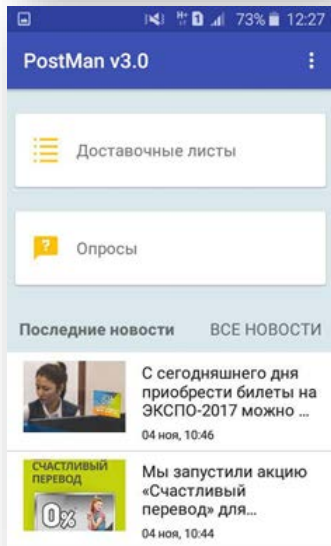 73% 12:27
PostMan v3.0
Доставочные листы
Опросы
Последние новости ВСЕ НОВОСТИ
С сегодняшнего дня
приобрести билеты на
ЭКСПО-2017 можно ...
04 ноя, 10:46
СЧАСТЛИВЫЙ
ПЕРЕВОД
0%
Мы запустили акцию
«Счастливый
перевод» для...
04 ноя, 10:44